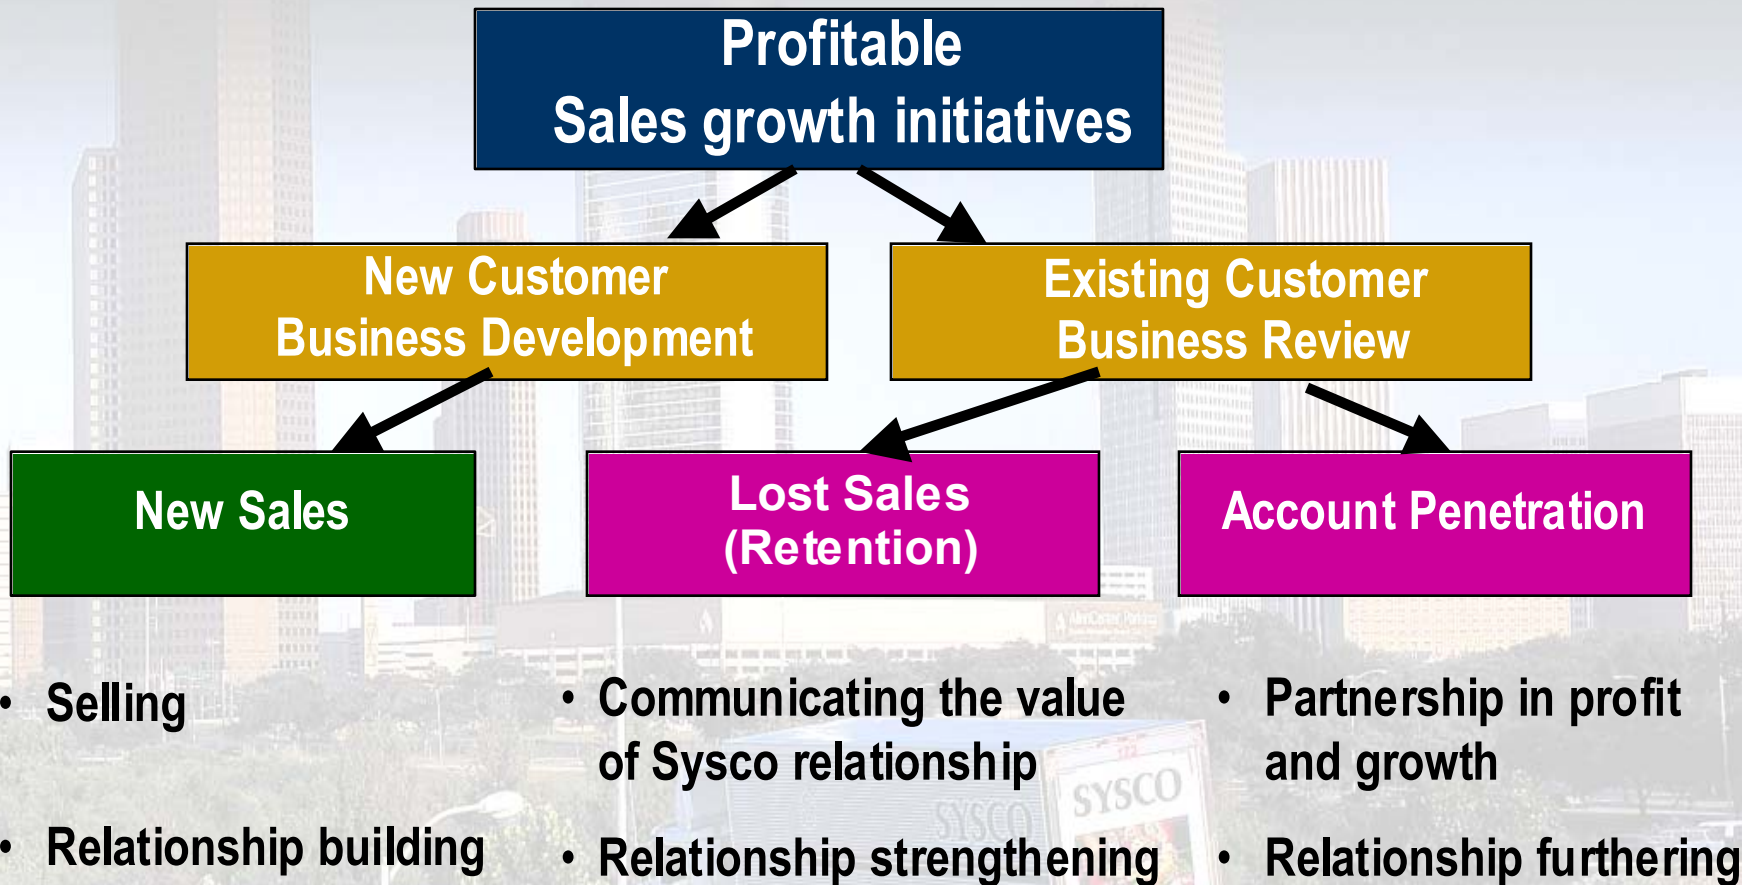 Profitable
Sales growth initiatives
New Customer
Business Development
Existing Customer
Business Review
New Sales
Lost Sales
(Retention)
Account Penetration
• Selling
• Relationship building
• Communicating the value
of Sysco relationship
• Relationship strengthening
• Partnership in profit
and growth
• Relationship furthering
SYSCO
SYSCO